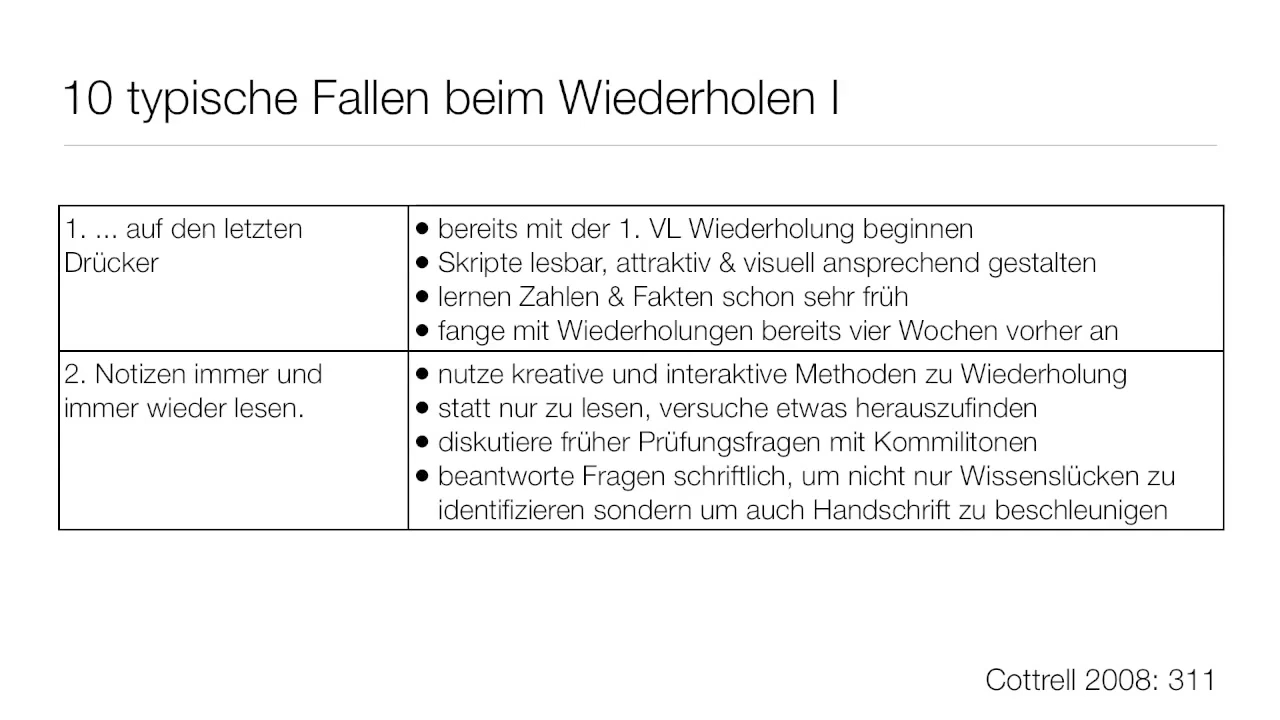 10 typische Fallen beim Wiederholen I
1. ... auf den letzten
Drücker
● bereits mit der 1. VL Wiederholung beginnen
● Skripte lesbar, attraktiv & visuell ansprechend gestalten
● lernen Zahlen & Fakten schon sehr früh
● fange mit Wiederholungen bereits vier Wochen vorher an
2. Notizen immer und
immer wieder lesen.
● nutze kreative und interaktive Methoden zu Wiederholung
● statt nur zu lesen, versuche etwas herauszufinden
● diskutiere früher Prüfungsfragen mit Kommilitonen
● beantworte Fragen schriftlich, um nicht nur Wissenslücken zu
identifizieren sondern um auch Handschrift zu beschleunigen
Cottrell 2008: 311